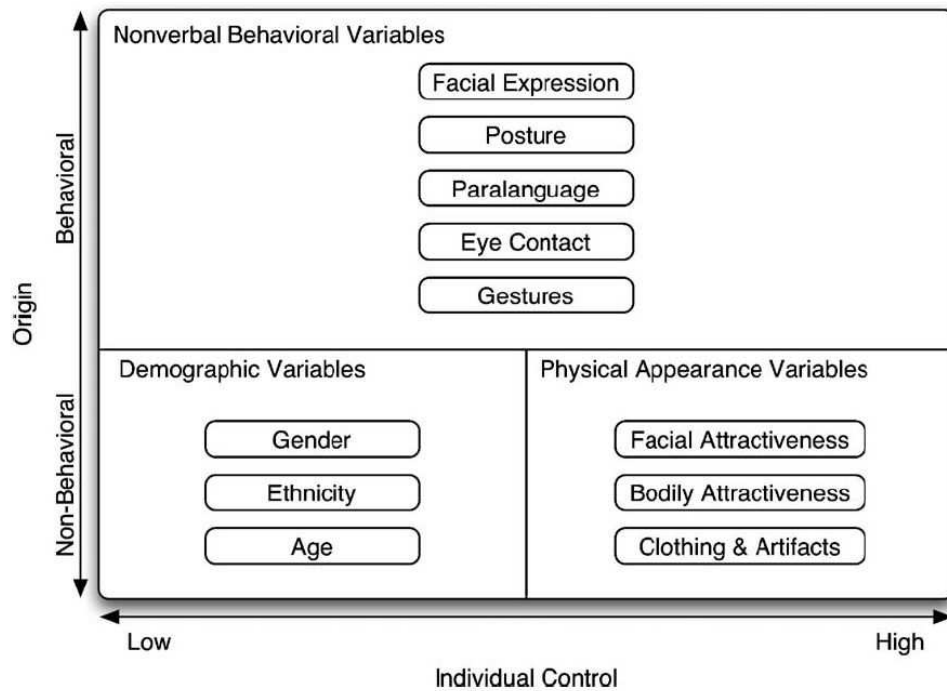 Nonverbal Behavioral Variables
Facial Expression
Posture
Paralanguage
Eye Contact
Gestures
Behavioral
Origin
Non-Behavioral
Demographic Variables
Gender
Ethnicity
Age
Physical Appearance Variables
Facial Attractiveness
Bodily Attractiveness
Clothing & Artifacts
Low
High
Individual Control